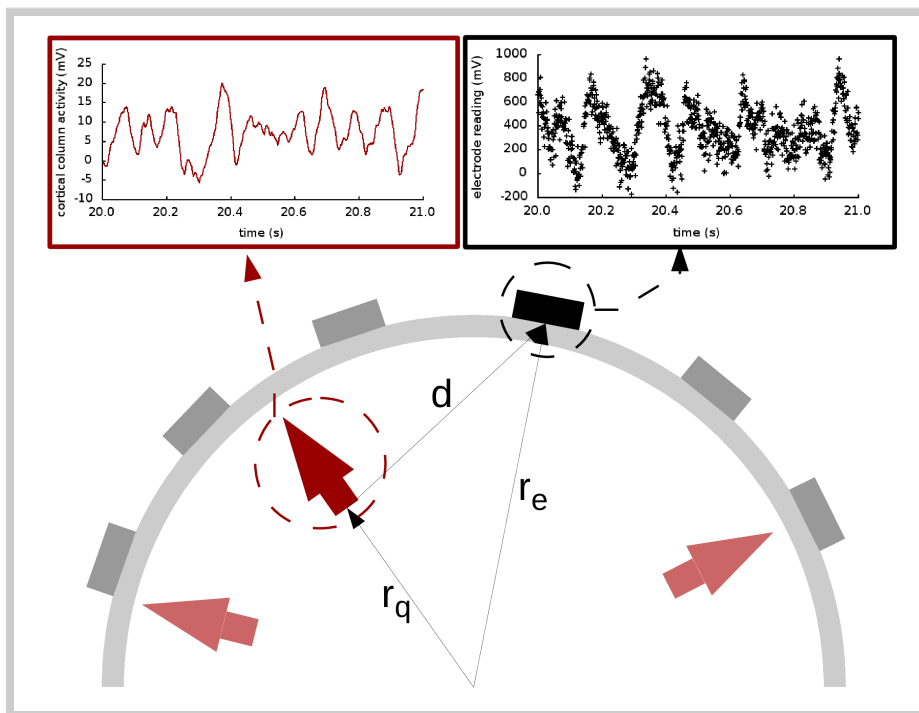 cortical column activity (mV)
25
20
15
10
5
0
-5
-10
20.0 20.2 20.4 20.6 20.8 21.0
time (s)
electrode reading (mV)
1000
800
600
400
200
0
-200
20.0 20.2 20.4 20.6 20.8 21.0
time (s)
d
re
rq